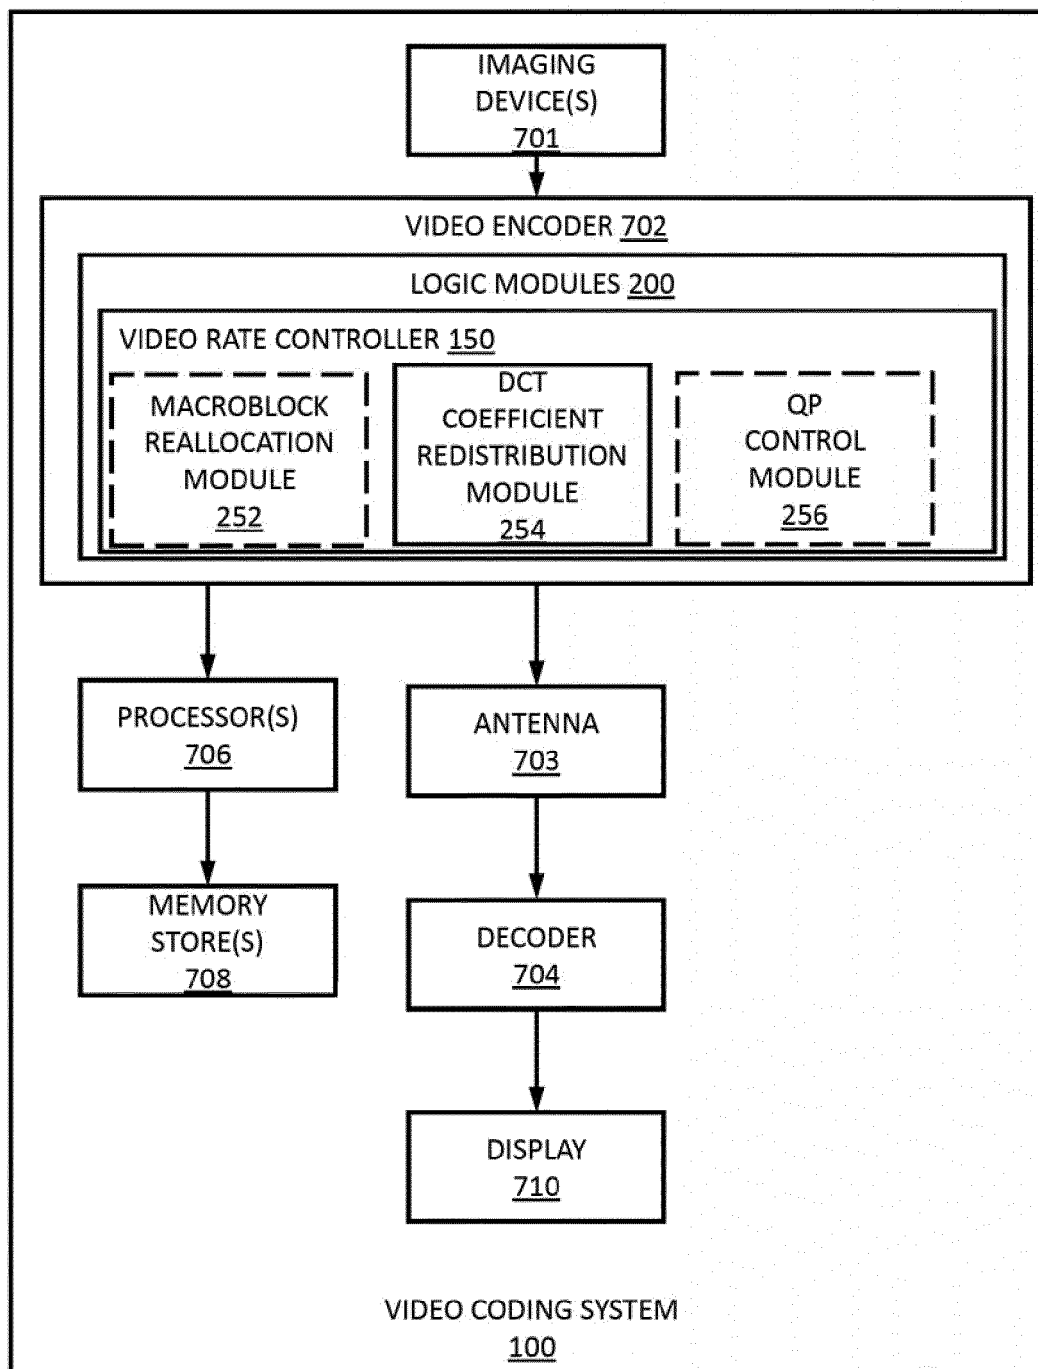 IMAGING
DEVICE(S)
701
VIDEO ENCODER 702
LOGIC MODULES 200
VIDEO RATE CONTROLLER 150
MACROBLOCK
REALLOCATION
MODULE
252
DCT
COEFFICIENT
REDISTRIBUTION
MODULE
254
QP
CONTROL
MODULE
256
PROCESSOR(S)
706
ANTENNA
703
MEMORY
STORE(S)
708
DECODER
704
DISPLAY
710
VIDEO CODING SYSTEM
100